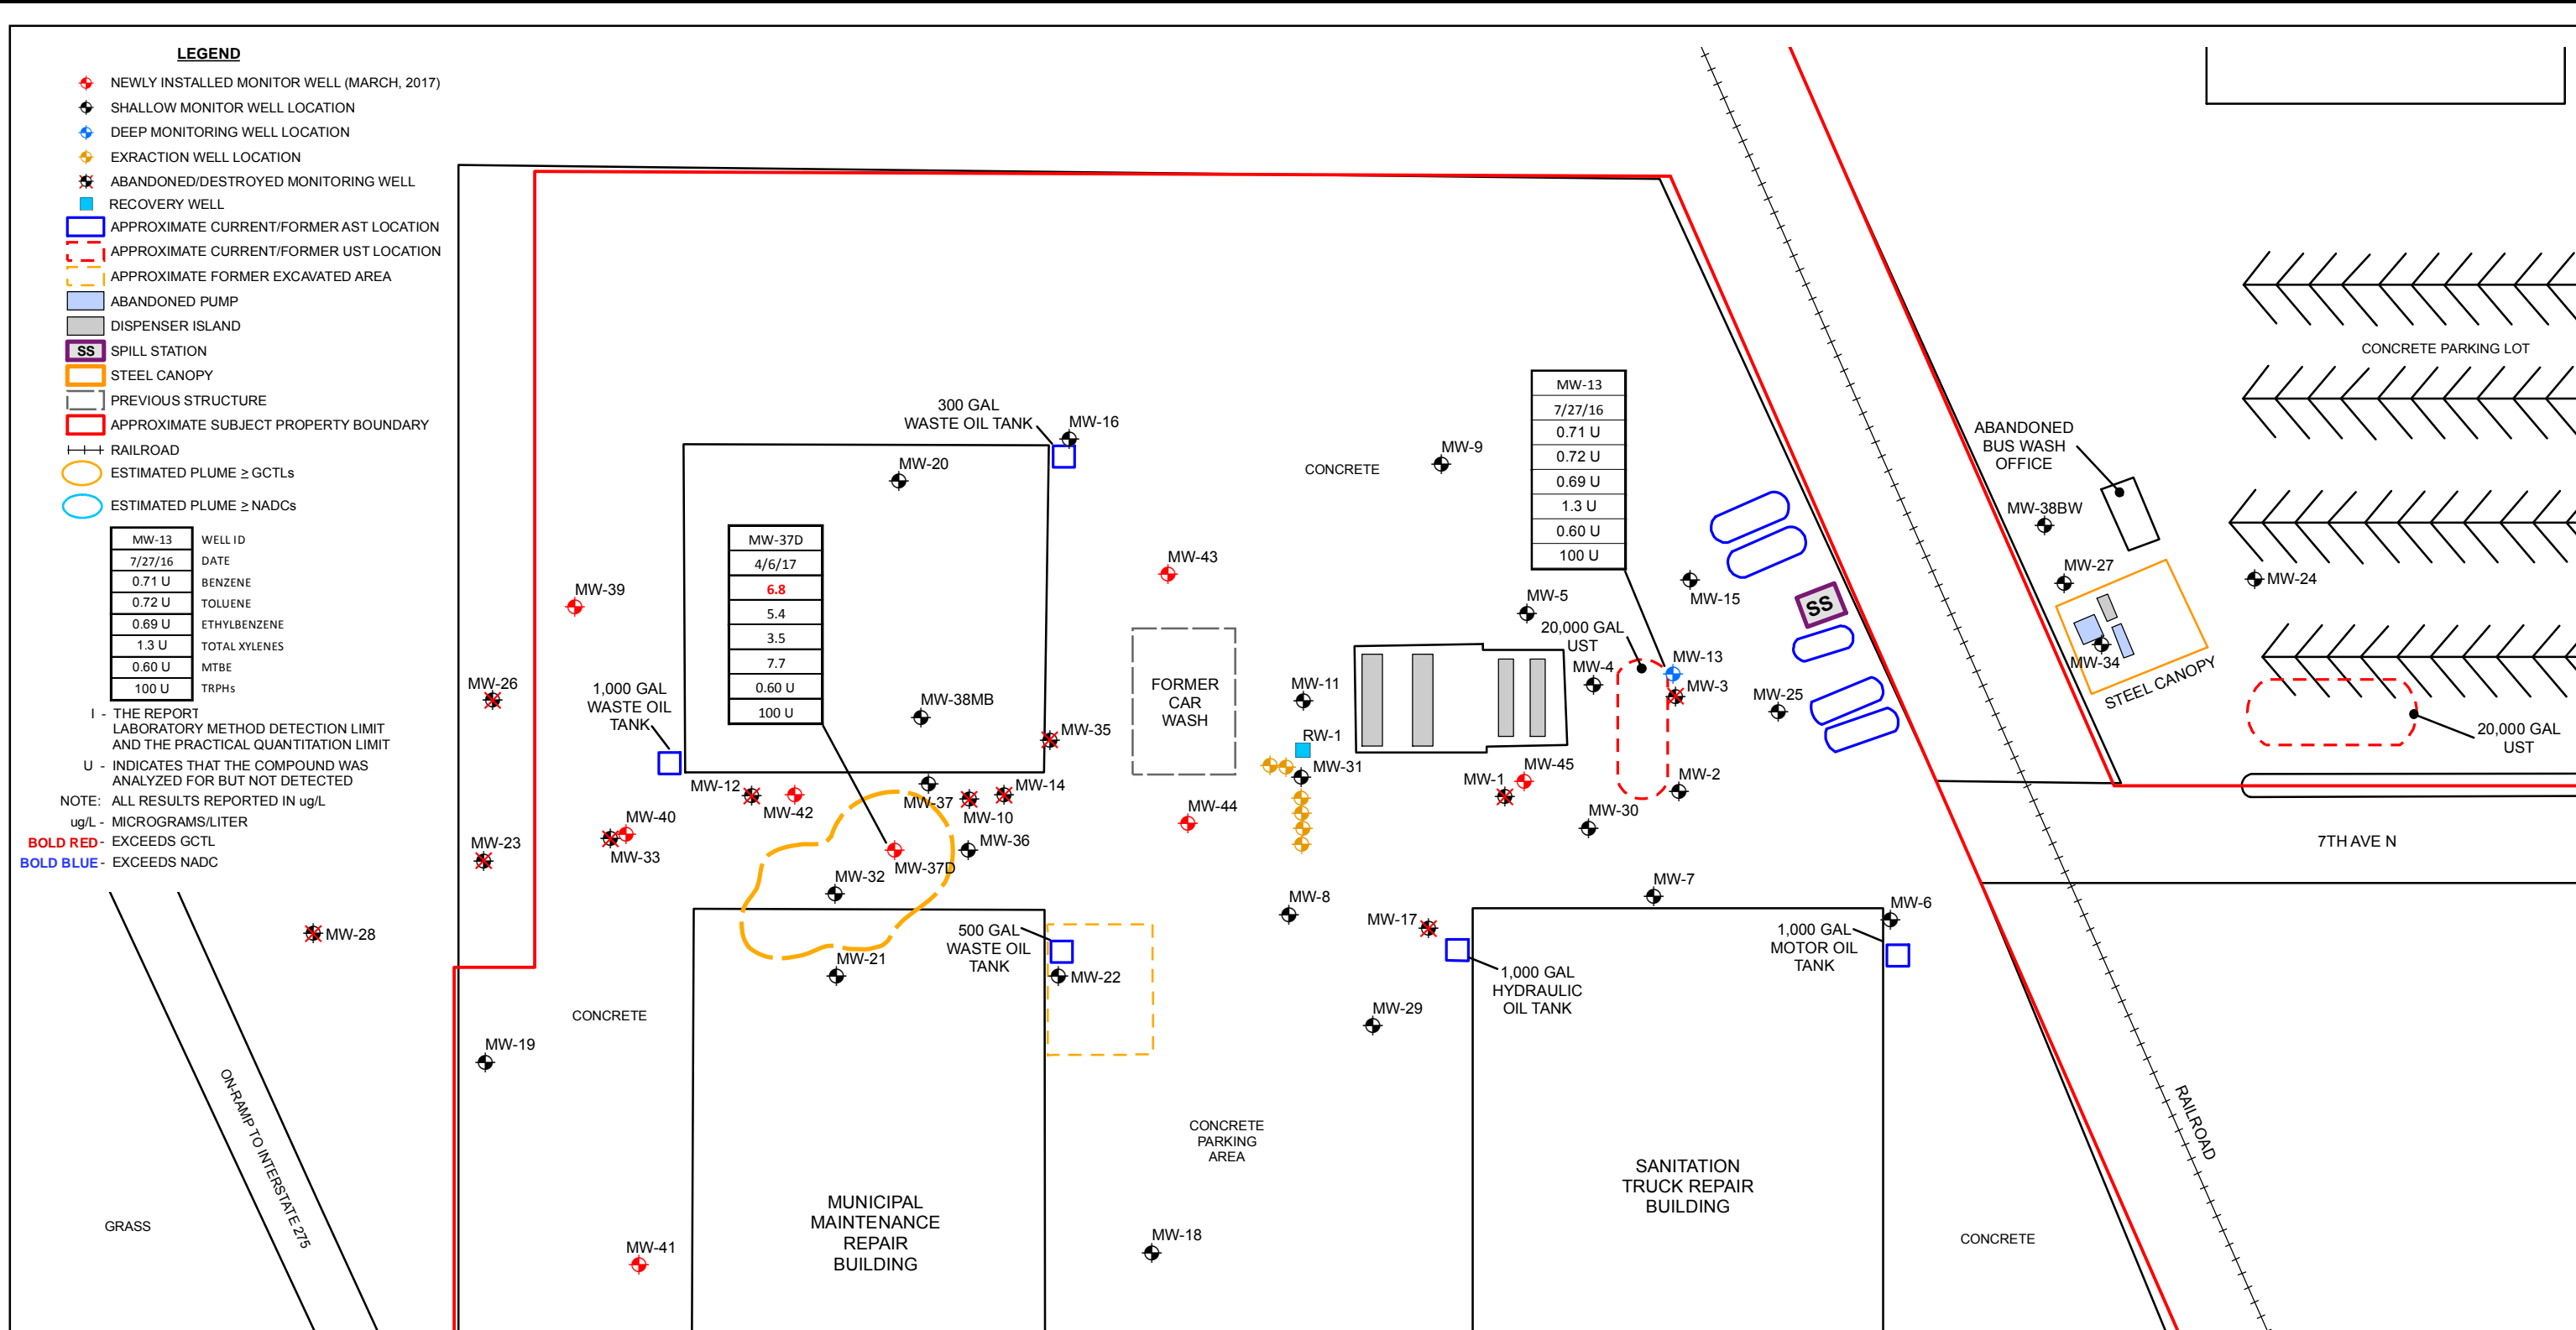 LEGEND
NEWLY INSTALLED MONITOR WELL (MARCH, 2017)
SHALLOW MONITOR WELL LOCATION
DEEP MONITORING WELL LOCATION
EXRACTION WELL LOCATION
ABANDONED/DESTROYED MONITORING WELL
RECOVERY WELL
APPROXIMATE CURRENT/FORMER AST LOCATION
APPROXIMATE CURRENT/FORMER UST LOCATION
APPROXIMATE FORMER EXCAVATED AREA
ABANDONED PUMP
DISPENSER ISLAND
SS SPILL STATION
STEEL CANOPY
PREVIOUS STRUCTURE
APPROXIMATE SUBJECT PROPERTY BOUNDARY
RAILROAD
ESTIMATED PLUME ≥ GCTLs
ESTIMATED PLUME ≥ NADCs
MW-13 WELL ID
7/27/16 DATE
0.71 U BENZENE
0.72 U TOLUENE
0.69 U ETHYLBENZENE
1.3 U TOTAL XYLENES
0.60 U MTBE
100 U TRPHs
I - THE REPORT
LABORATORY METHOD DETECTION LIMIT
AND THE PRACTICAL QUANTITATION LIMIT
U - INDICATES THAT THE COMPOUND WAS
ANALYZED FOR BUT NOT DETECTED
NOTE: ALL RESULTS REPORTED IN ug/L
ug/L - MICROGRAMS/LITER
BOLD RED - EXCEEDS GCTL
BOLD BLUE - EXCEEDS NADC
MW-28
ON-RAMP TO INTERSTATE 275
GRASS
MW-26
MW-23
MW-19
MW-39
1,000 GAL
WASTE OIL
TANK
MW-40
MW-33
CONCRETE
MW-41
300 GAL
WASTE OIL TANK
MW-16
MW-20
MW-37D
4/6/17
6.8
5.4
3.5
7.7
0.60 U
100 U
MW-38MB
MW-35
MW-12
MW-42
MW-37
MW-10
MW-14
MW-36
MW-37D
MW-32
MW-21
500 GAL
WASTE OIL
TANK
MW-22
MUNICIPAL
MAINTENANCE
REPAIR
BUILDING
MW-43
FORMER
CAR
WASH
MW-44
CONCRETE
MW-9
MW-11
RW-1
MW-31
MW-8
MW-29
MW-17
CONCRETE
PARKING
AREA
MW-18
MW-13
7/27/16
0.71 U
0.72 U
0.69 U
1.3 U
0.60 U
100 U
MW-5
20,000 GAL
UST
MW-4
MW-15
SS
MW-13
MW-3
MW-25
MW-1
MW-45
MW-2
MW-30
MW-7
MW-6
1,000 GAL
HYDRAULIC
OIL TANK
1,000 GAL
MOTOR OIL
TANK
SANITATION
TRUCK REPAIR
BUILDING
CONCRETE
RAILROAD
CONCRETE PARKING LOT
ABANDONED
BUS WASH
OFFICE
MW-38BW
MW-27
MW-24
MW-34
STEEL CANOPY
20,000 GAL
UST
7TH AVE N